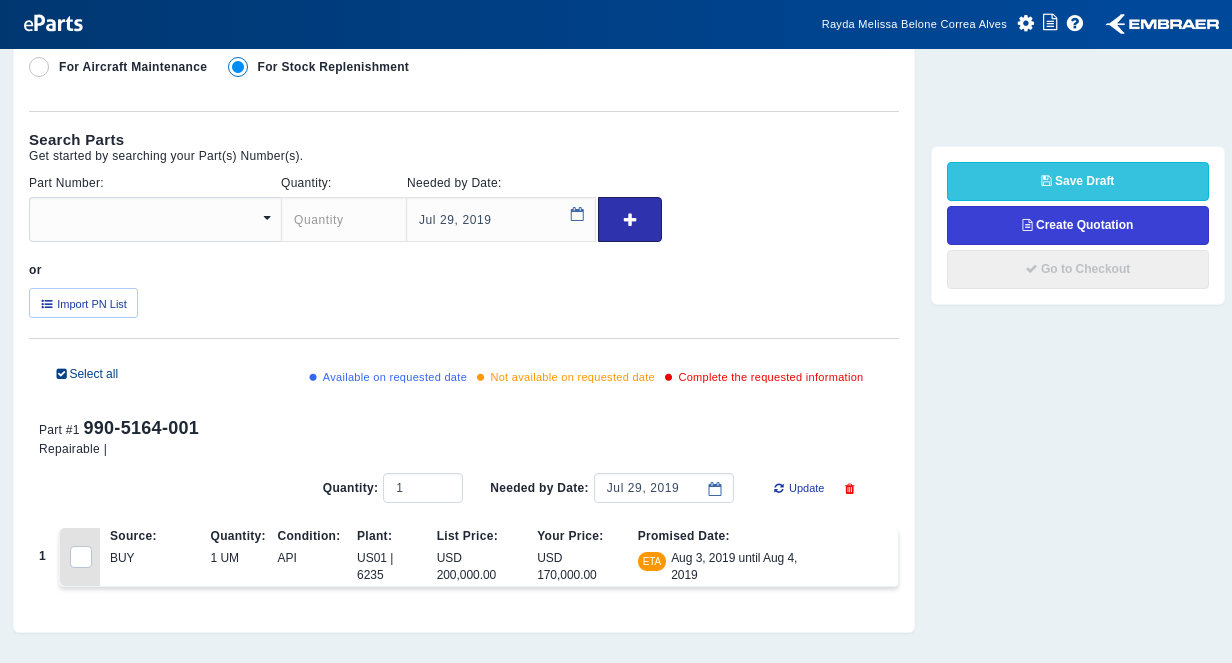 eParts
Rayda Melissa Belone Correa Alves
EMBRAER
For Aircraft Maintenance
For Stock Replenishment
Search Parts
Get started by searching your Part(s) Number(s).
Part Number:
Quantity:
Needed by Date:
Quantity
Jul 29, 2019
or
Import PN List
Save Draft
Create Quotation
Go to Checkout
Select all
Available on requested date
Not available on requested date
Complete the requested information
Part #1 990-5164-001
Repairable |
Quantity: 1
Needed by Date: Jul 29, 2019
Update
Source: Quantity: Condition: Plant: List Price: Your Price: Promised Date:
1 BUY 1 UM API US01 | USD USD ETA Aug 3, 2019 until Aug 4,
6235 200,000.00 170,000.00 2019